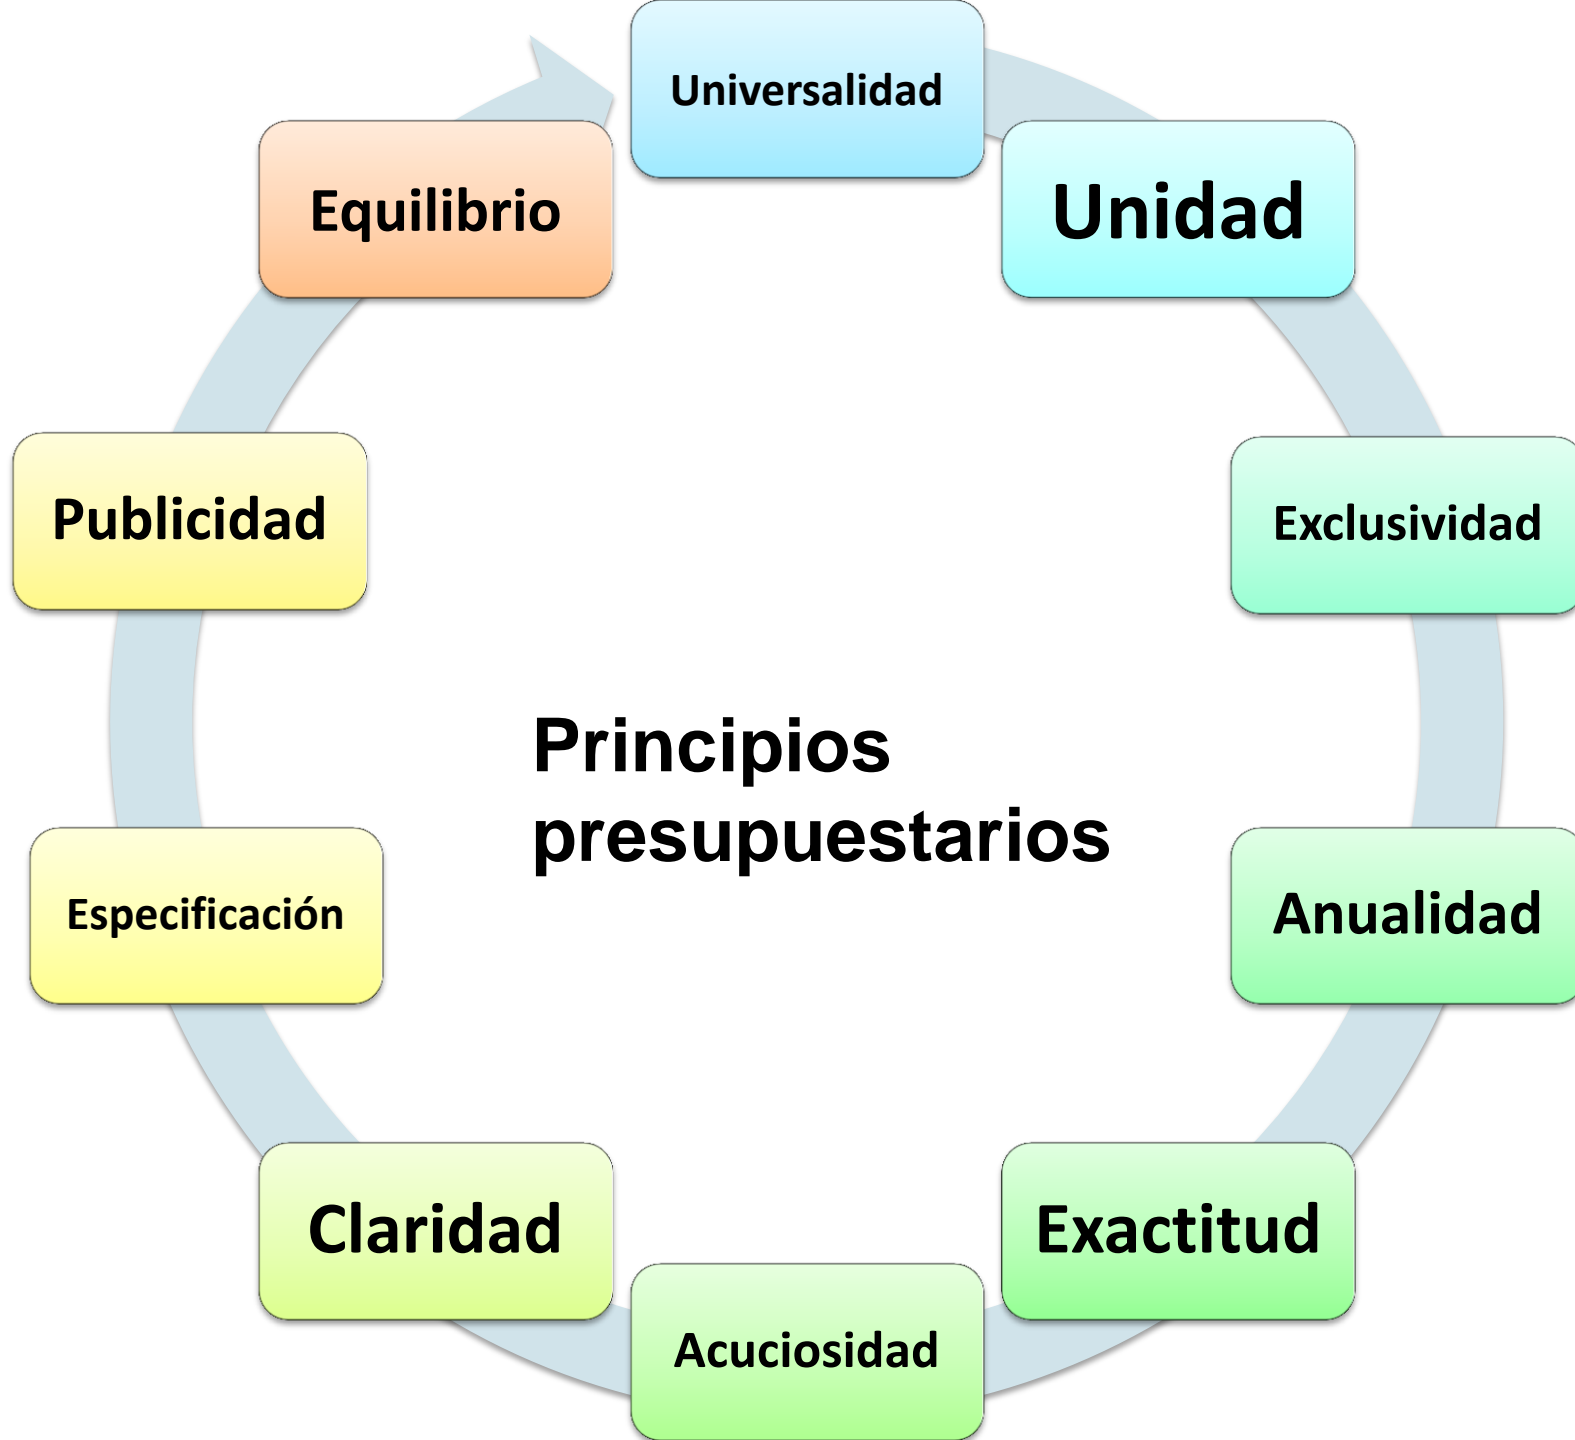 Universalidad
Unidad
Exclusividad
Anualidad
Exactitud
Acuciosidad
Claridad
Especificación
Publicidad
Equilibrio
Principios
presupuestarios